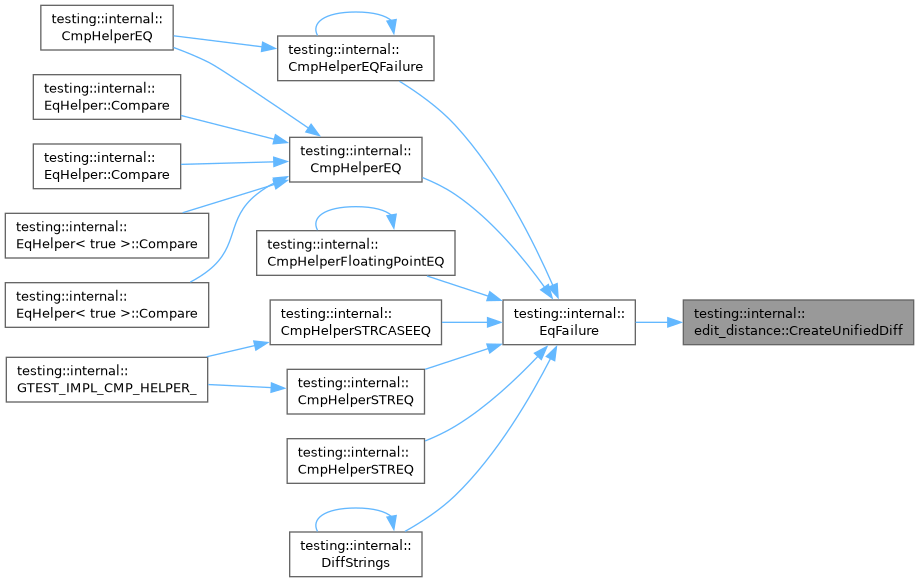 testing::internal::
CmpHelperEQ
testing::internal::
EqHelper::Compare
testing::internal::
EqHelper::Compare
testing::internal::
EqHelper< true >::Compare
testing::internal::
EqHelper< true >::Compare
testing::internal::
GTEST_IMPL_CMP_HELPER_
testing::internal::
CmpHelperEQFailure
testing::internal::
CmpHelperEQ
testing::internal::
CmpHelperFloatingPointEQ
testing::internal::
CmpHelperSTRCASEEQ
testing::internal::
CmpHelperSTREQ
testing::internal::
CmpHelperSTREQ
testing::internal::
DiffStrings
testing::internal::
EqFailure
testing::internal::
edit_distance::CreateUnifiedDiff